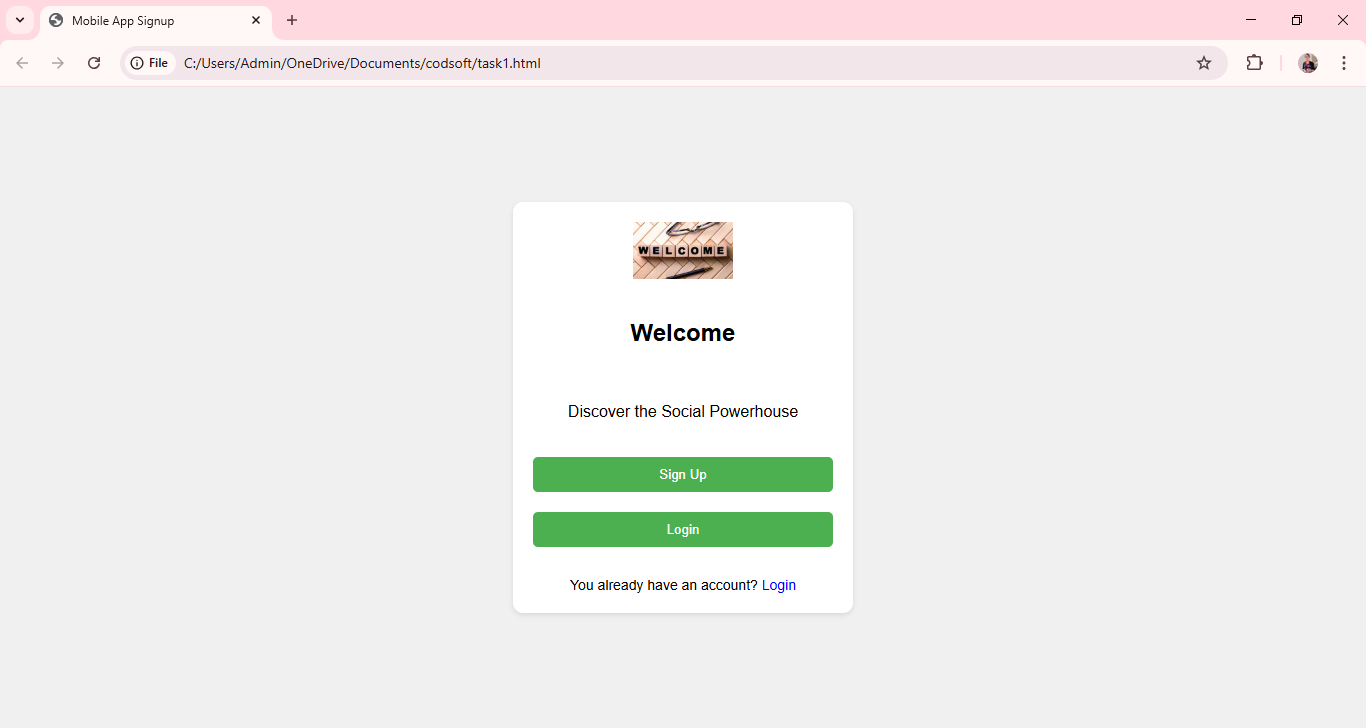 Mobile App Signup
File
C:/Users/Admin/OneDrive/Documents/codsoft/task1.html
WELCOME
Welcome
Discover the Social Powerhouse
Sign Up
Login
You already have an account? Login